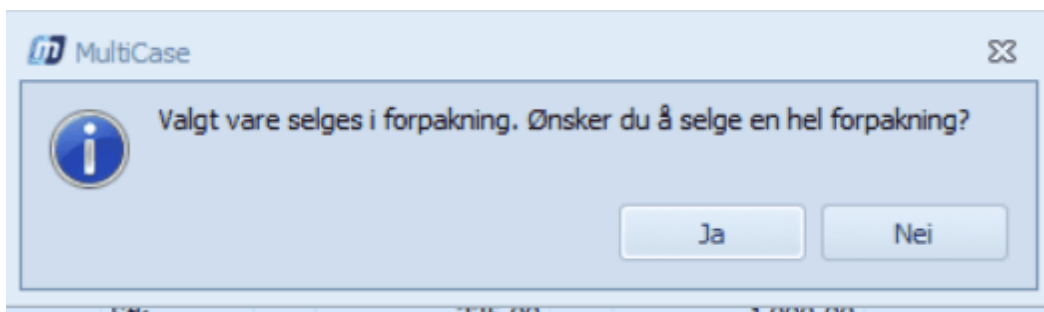 MultiCase
Valgt vare selges i forpakning. Ønsker du å selge en hel forpakning?
Ja
Nei